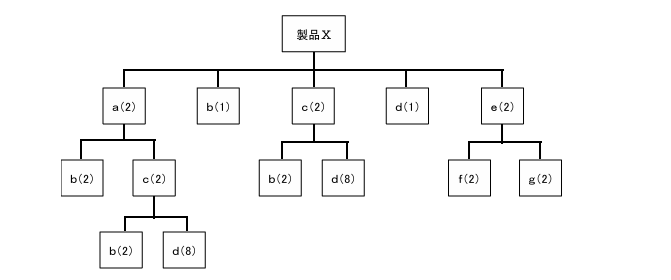 製品X
a(2)
b(1)
c(2)
d(1)
e(2)
b(2)
c(2)
b(2)
d(8)
f(2)
g(2)
b(2)
d(8)